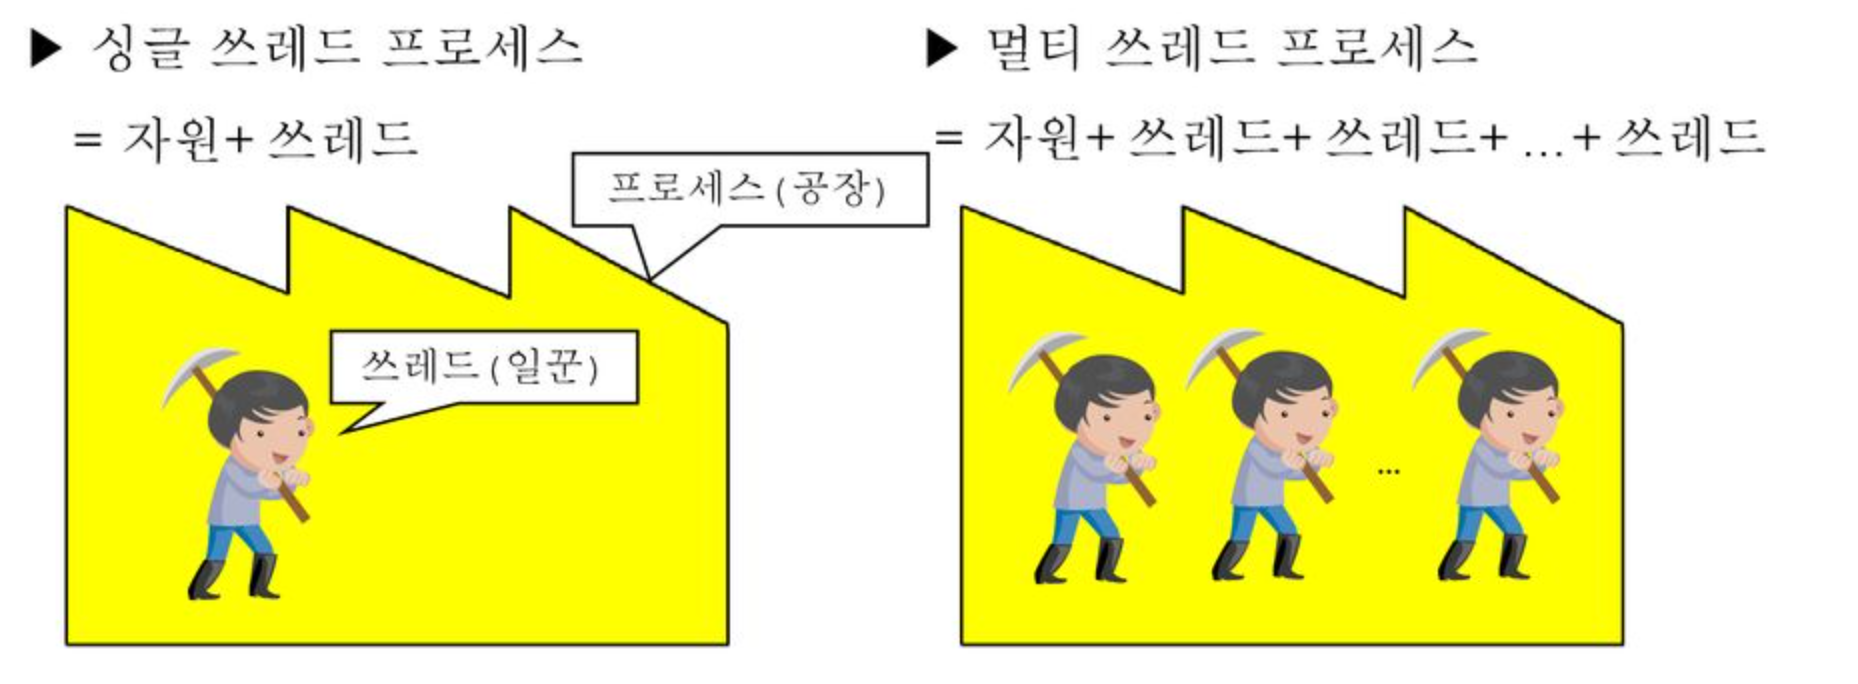 ▶ 싱글 쓰레드 프로세스
= 자원+ 쓰레드
프로세스(공장)
쓰레드(일꾼)
▶ 멀티 쓰레드 프로세스
= 자원+ 쓰레드+ 쓰레드+ ...+ 쓰레드
...